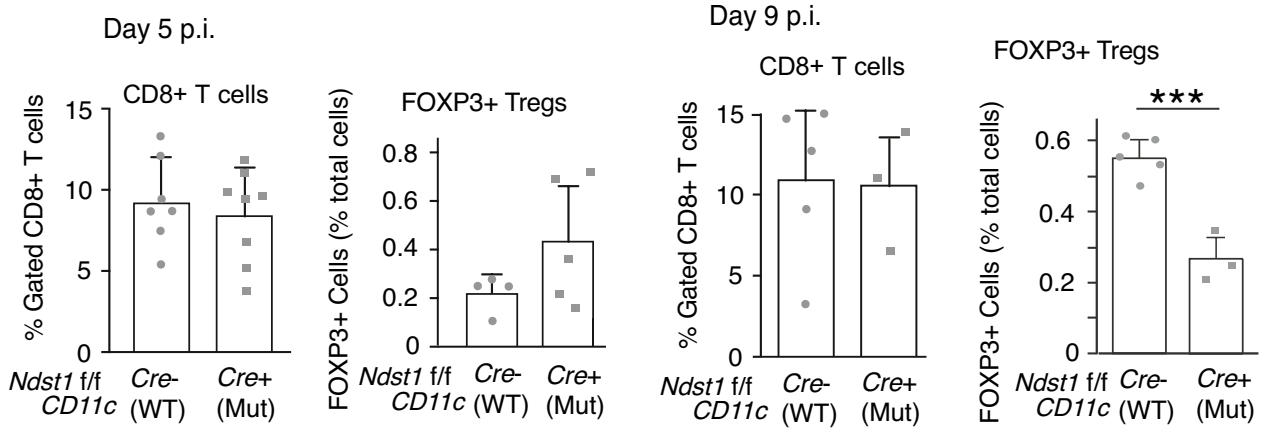 Day 5 p.i.
CD8+ T cells
% Gated CD8+ T cells
15
10
5
0
Ndst1 f/f Cre- Cre+
CD11c (WT) (Mut)
FOXP3+ Tregs
FOXP3+ Cells (% total cells)
0.8
0.6
0.4
0.2
0
Ndst1 f/f Cre- Cre+
CD11c (WT) (Mut)
Day 9 p.i.
CD8+ T cells
% Gated CD8+ T cells
15
10
5
0
Ndst1 f/f Cre- Cre+
CD11c (WT) (Mut)
FOXP3+ Tregs
***
FOXP3+ Cells (% total cells)
0.6
0.4
0.2
0
Ndst1 f/f Cre- Cre+
CD11c (WT) (Mut)